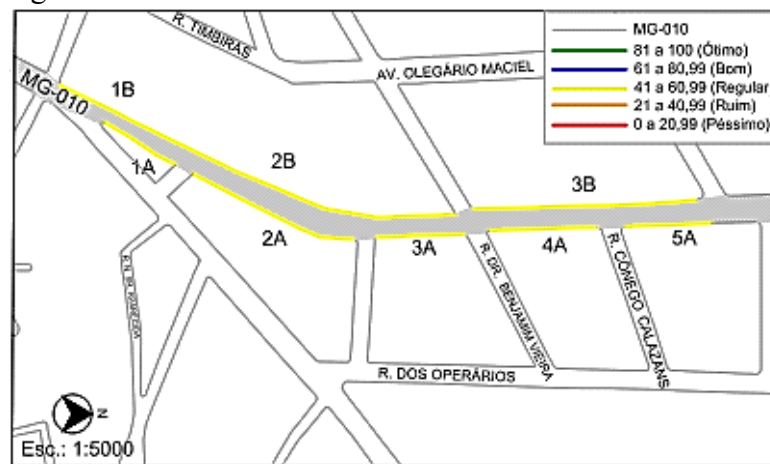 R. TIMBIRAS
MG-010
81 a 100 (Ótimo)
61 a 80,99 (Bom)
41 a 60,99 (Regular
21 a 40,99 (Ruim)
0 a 20,99 (Péssimo)
AV. OLEGÁRIO MACIEL
MG-010
1B
2B
3B
1A
2A
3A
4A
5A
R. DR. BENJAMIM VIEIRA
R. CÔNEGO CALAZANS
R. DOS OPERÁRIOS
N
Esc.: 1:5000